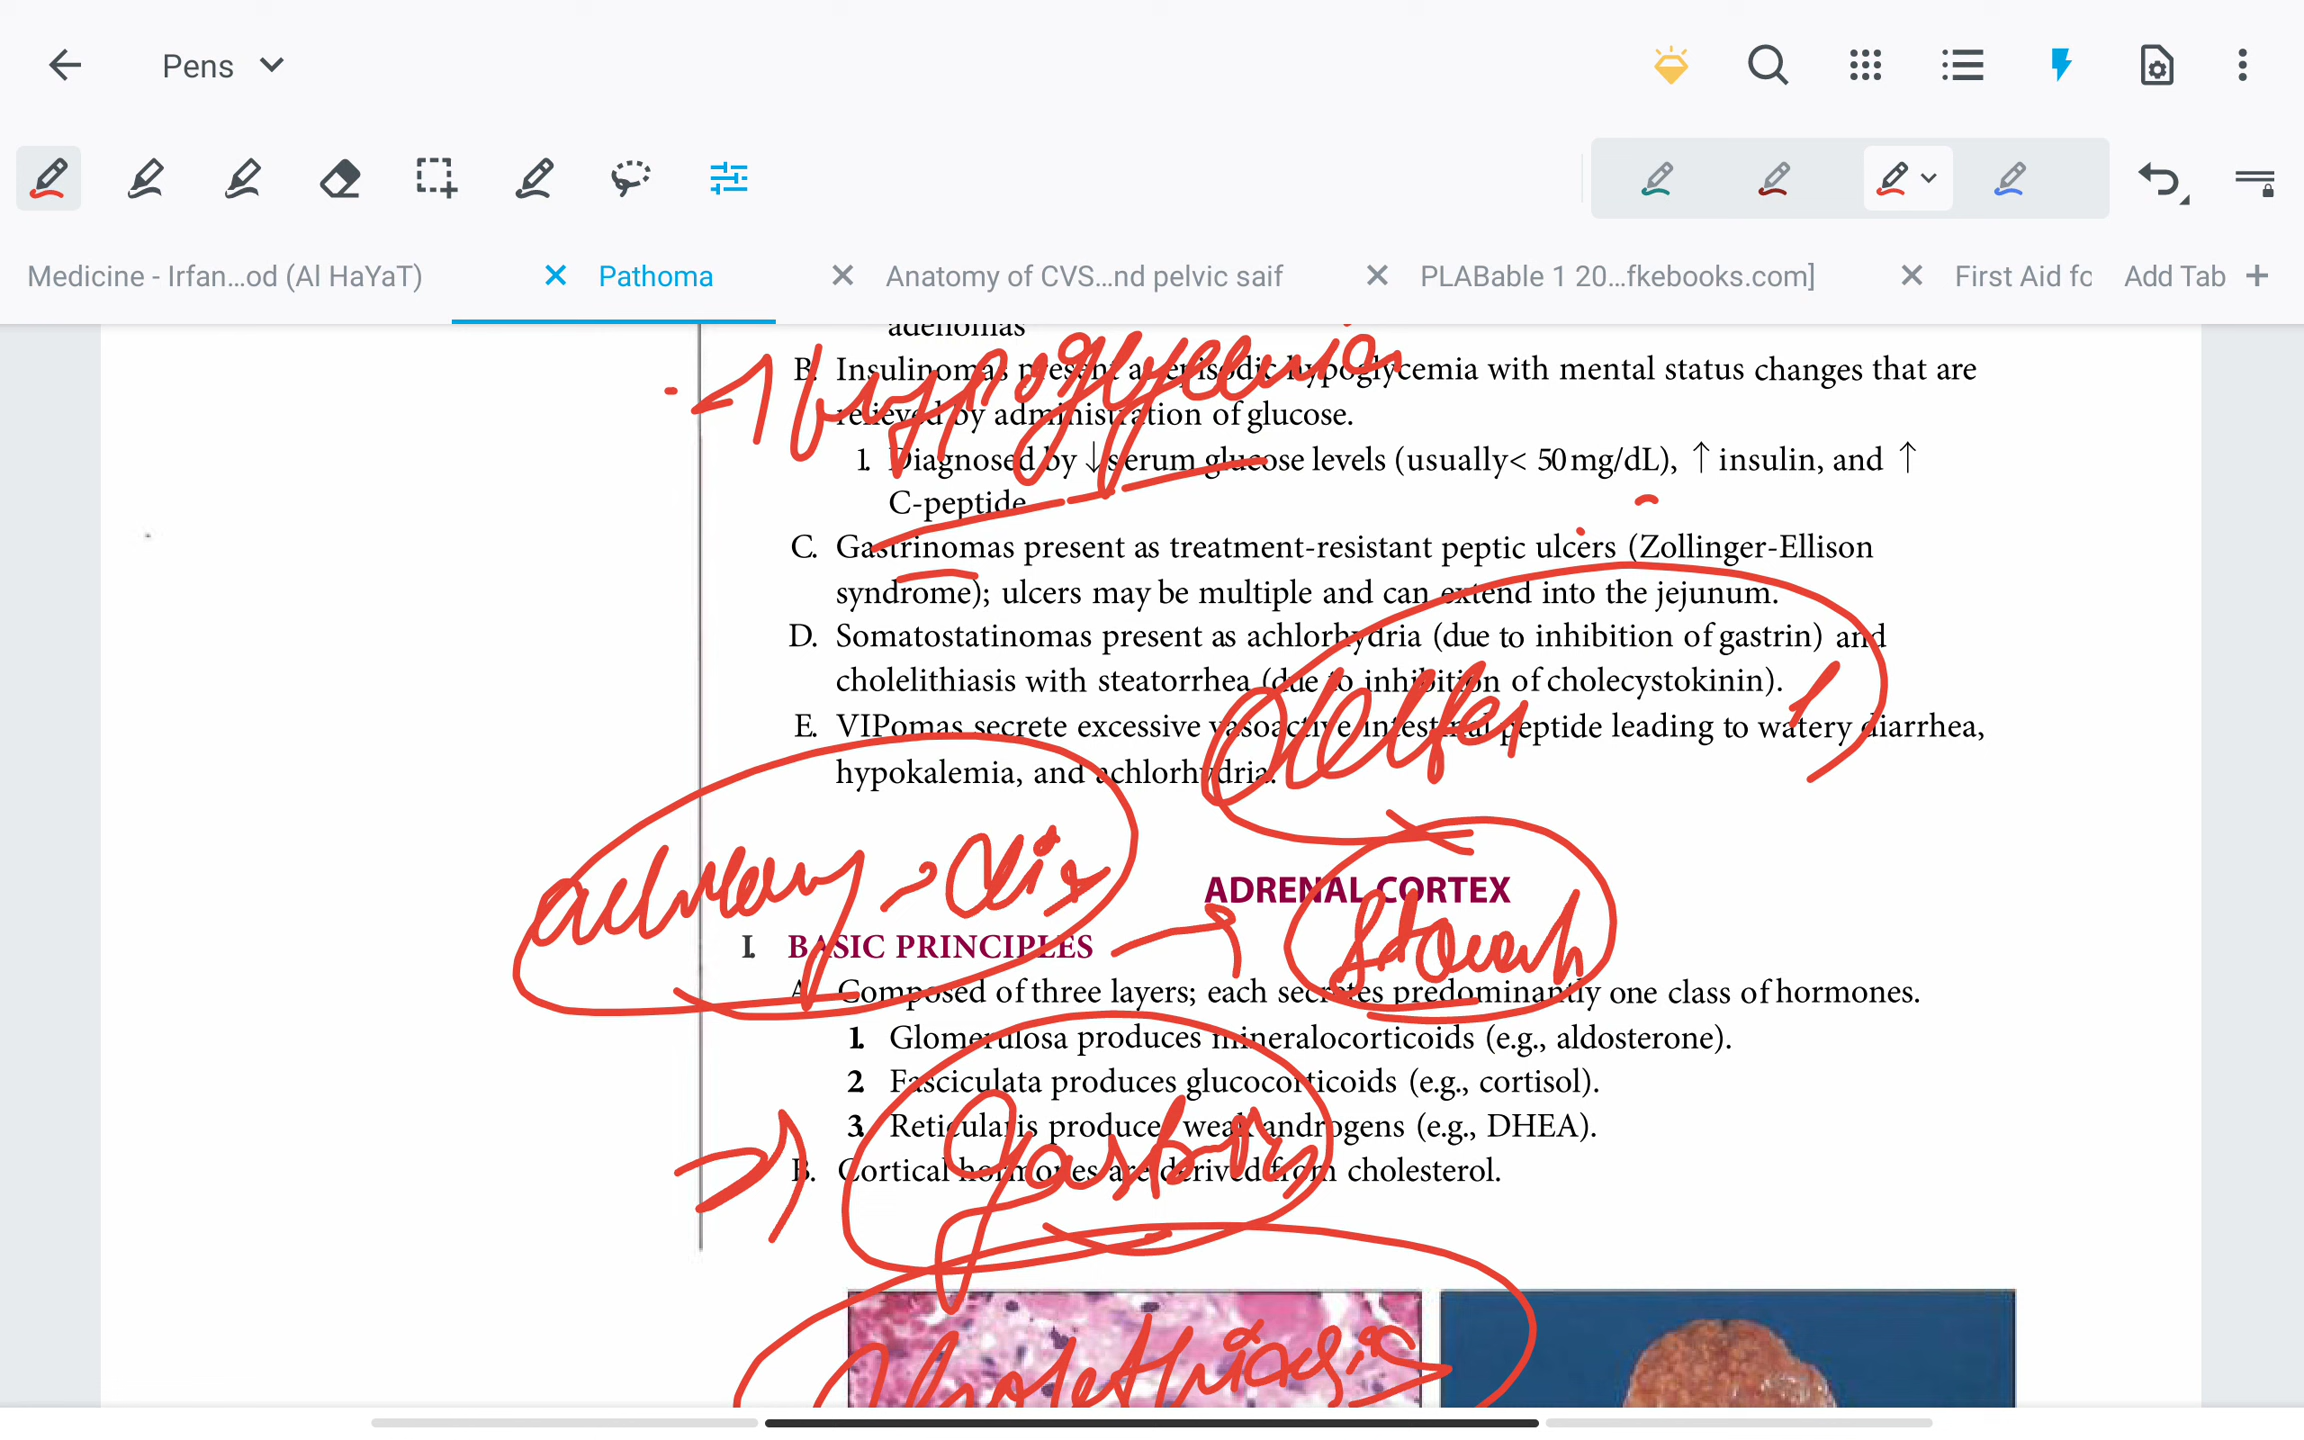 Pens
Medicine - Irfan...od (Al HaYaT)
Pathoma
Anatomy of CVS...nd pelvic saif
PLABable 1 20...fkebooks.com]
First Aid fc
Add Tab +
adenomas
B. Insulinomas present as episodic hypoglycemia with mental status changes that are
relieved by administration of glucose.
1. Diagnosed by ↓ serum glucose levels (usually< 50 mg/dL), ↑ insulin, and ↑
C-peptide
C. Gastrinomas present as treatment-resistant peptic ulcers (Zollinger-Ellison
syndrome); ulcers may be multiple and can extend into the jejunum.
D. Somatostatinomas present as achlorhydria (due to inhibition of gastrin) and
cholelithiasis with steatorrhea (due to inhibition of cholecystokinin).
E. VIPomas secrete excessive vasoactive intestinal peptide leading to watery diarrhea,
hypokalemia, and achlorhydria.
ADRENAL CORTEX
I. BASIC PRINCIPLES
A. Composed of three layers; each secretes predominantly one class of hormones.
1. Glomerulosa produces mineralocorticoids (e.g., aldosterone).
2 Fasciculata produces glucocorticoids (e.g., cortisol).
3. Reticularis produces weak androgens (e.g., DHEA).
B. Cortical hormones are derived from cholesterol.
hypoglycemia